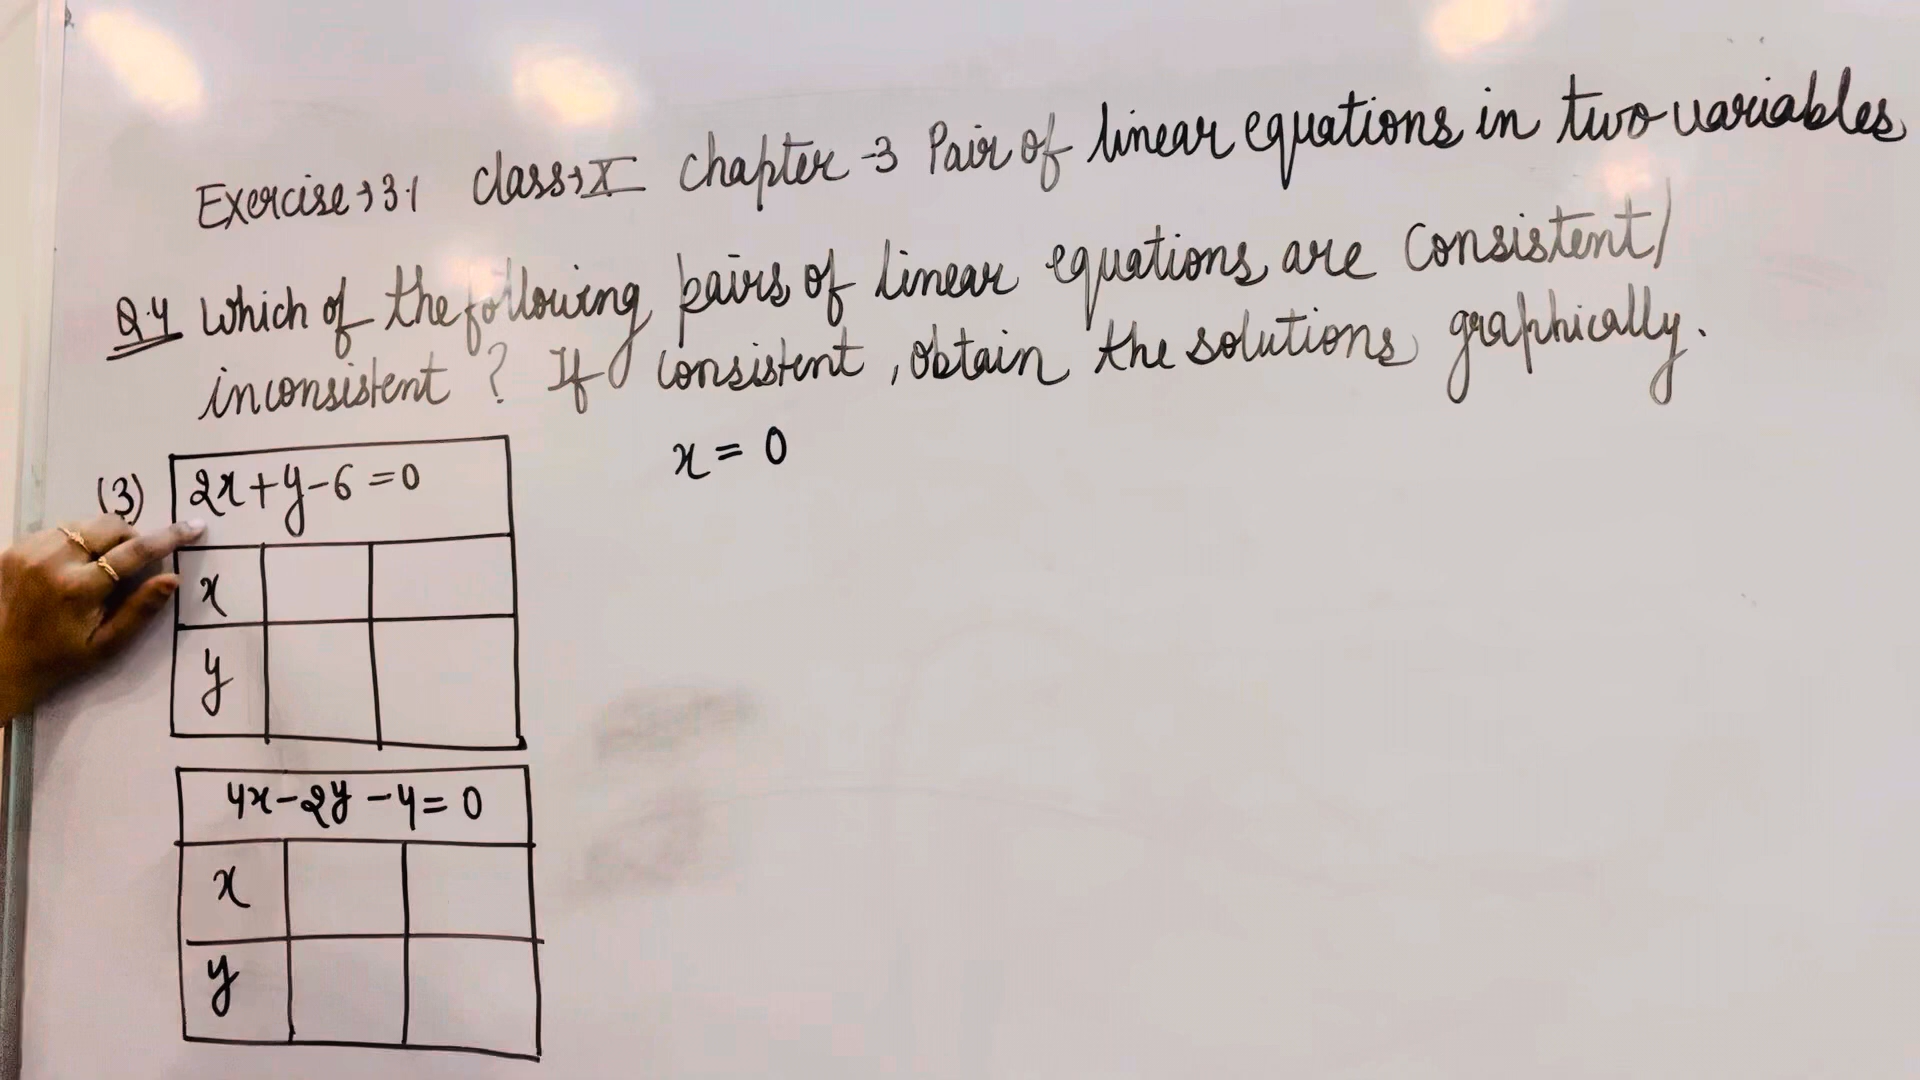 Exercise→3.1 class→X chapter-3 Pair of linear equations in two variables
Q.4 Which of the following pairs of linear equations are consistent/
inconsistent? If consistent, obtain the solutions graphically.
x = 0
(3) 2x+y-6=0
x
y
4x-2y-4=0
x
y